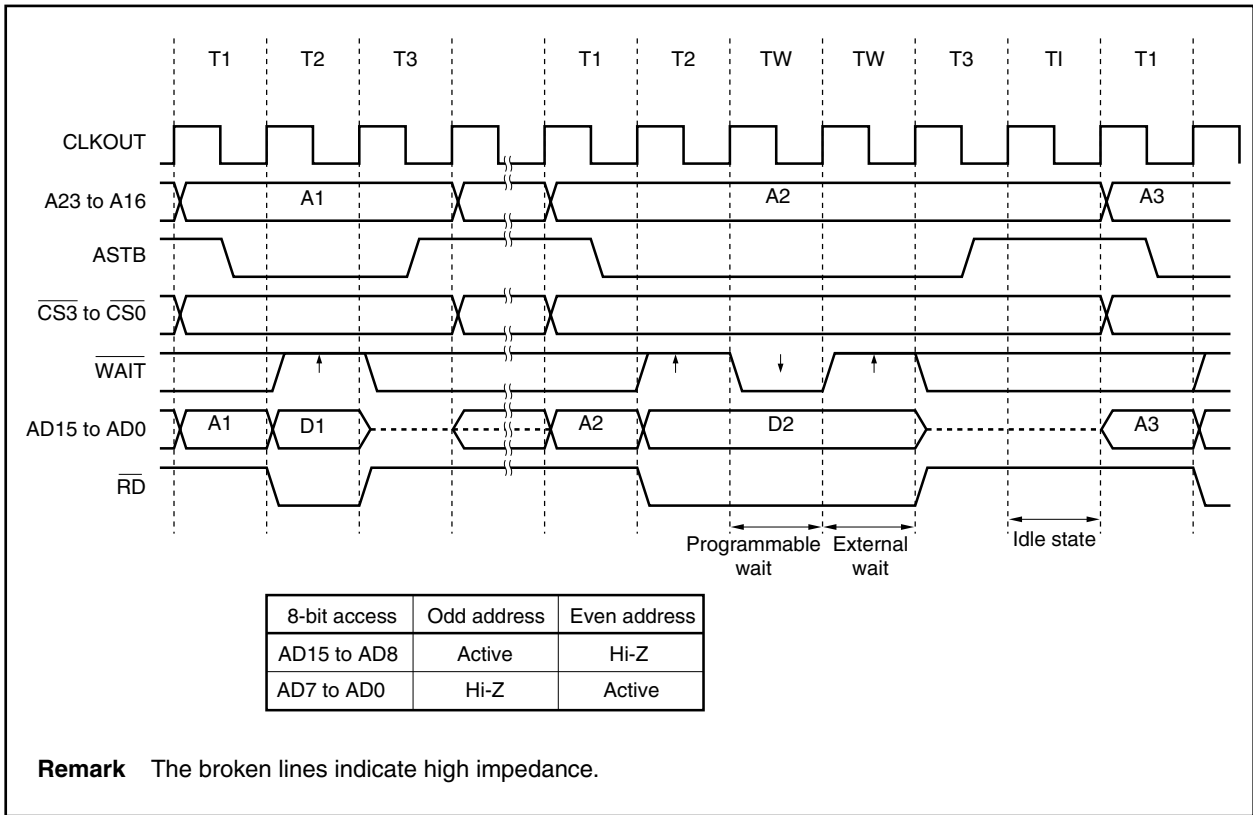 T1 T2 T3 T1 T2 TW TW T3 TI T1
CLKOUT
A23 to A16 A1 A2 A3
ASTB
CS3 to CS0
WAIT
AD15 to AD0 A1 D1 A2 D2 A3
RD
Programmable wait
External wait
Idle state
8-bit access Odd address Even address
AD15 to AD8 Active Hi-Z
AD7 to AD0 Hi-Z Active
Remark The broken lines indicate high impedance.